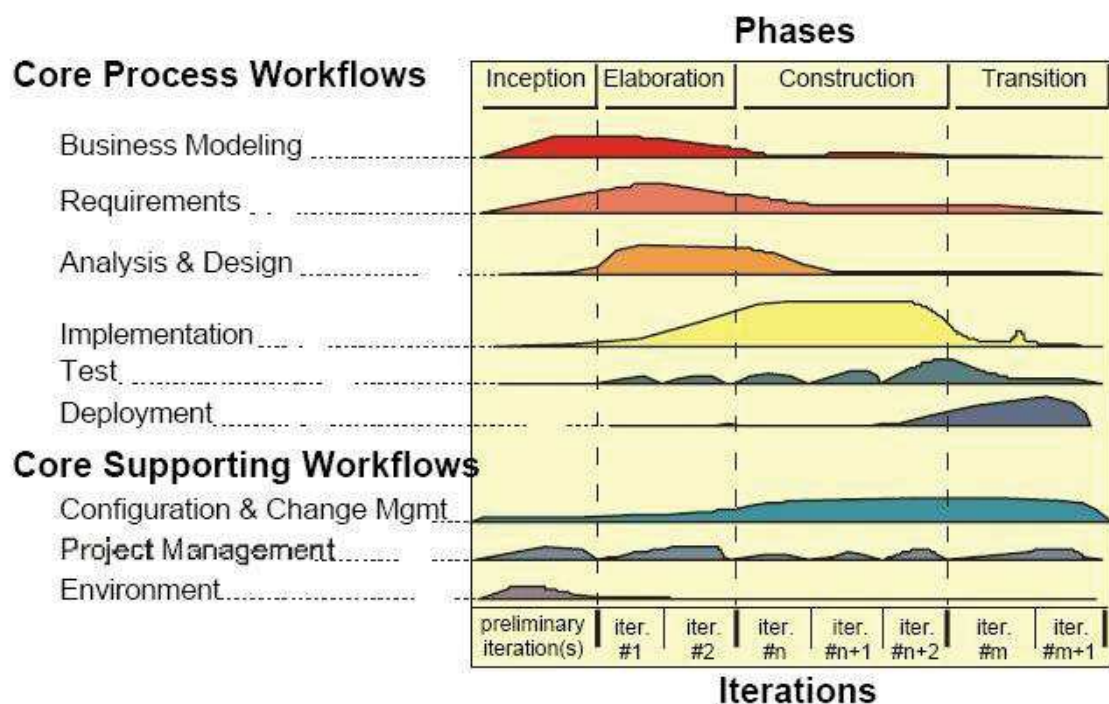 Phases
Core Process Workflows
Inception Elaboration Construction Transition
Business Modeling
Requirements
Analysis & Design
Implementation
Test
Deployment
Core Supporting Workflows
Configuration & Change Mgmt
Project Management
Environment
preliminary iteration(s)
iter. #1
iter. #2
iter. #n
iter. #n+1
iter. #n+2
iter. #m
iter. #m+1
Iterations